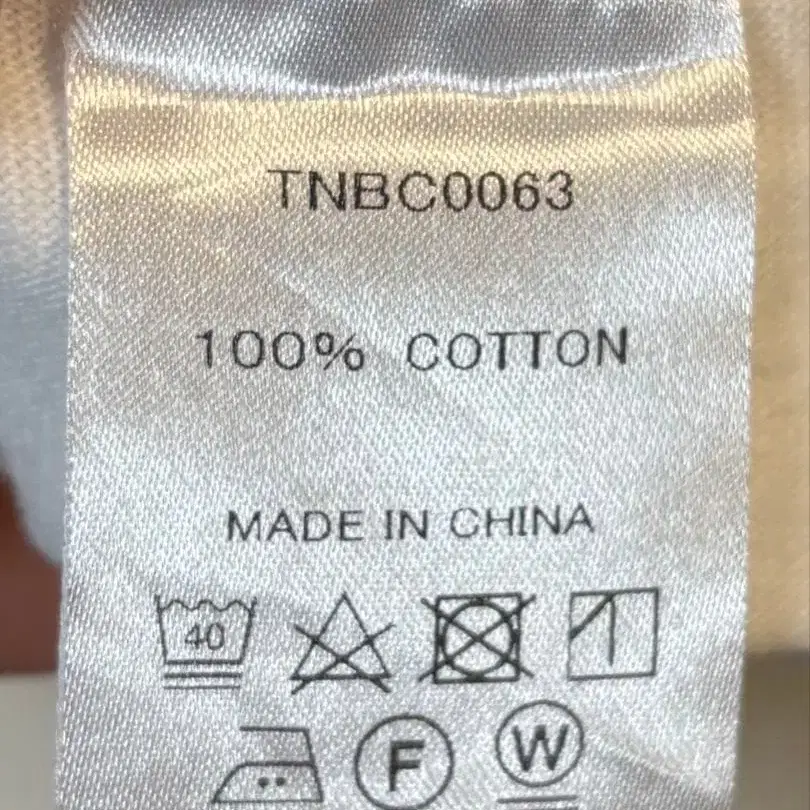 TNBC0063
100% COTTON
MADE IN CHINA
40
F W